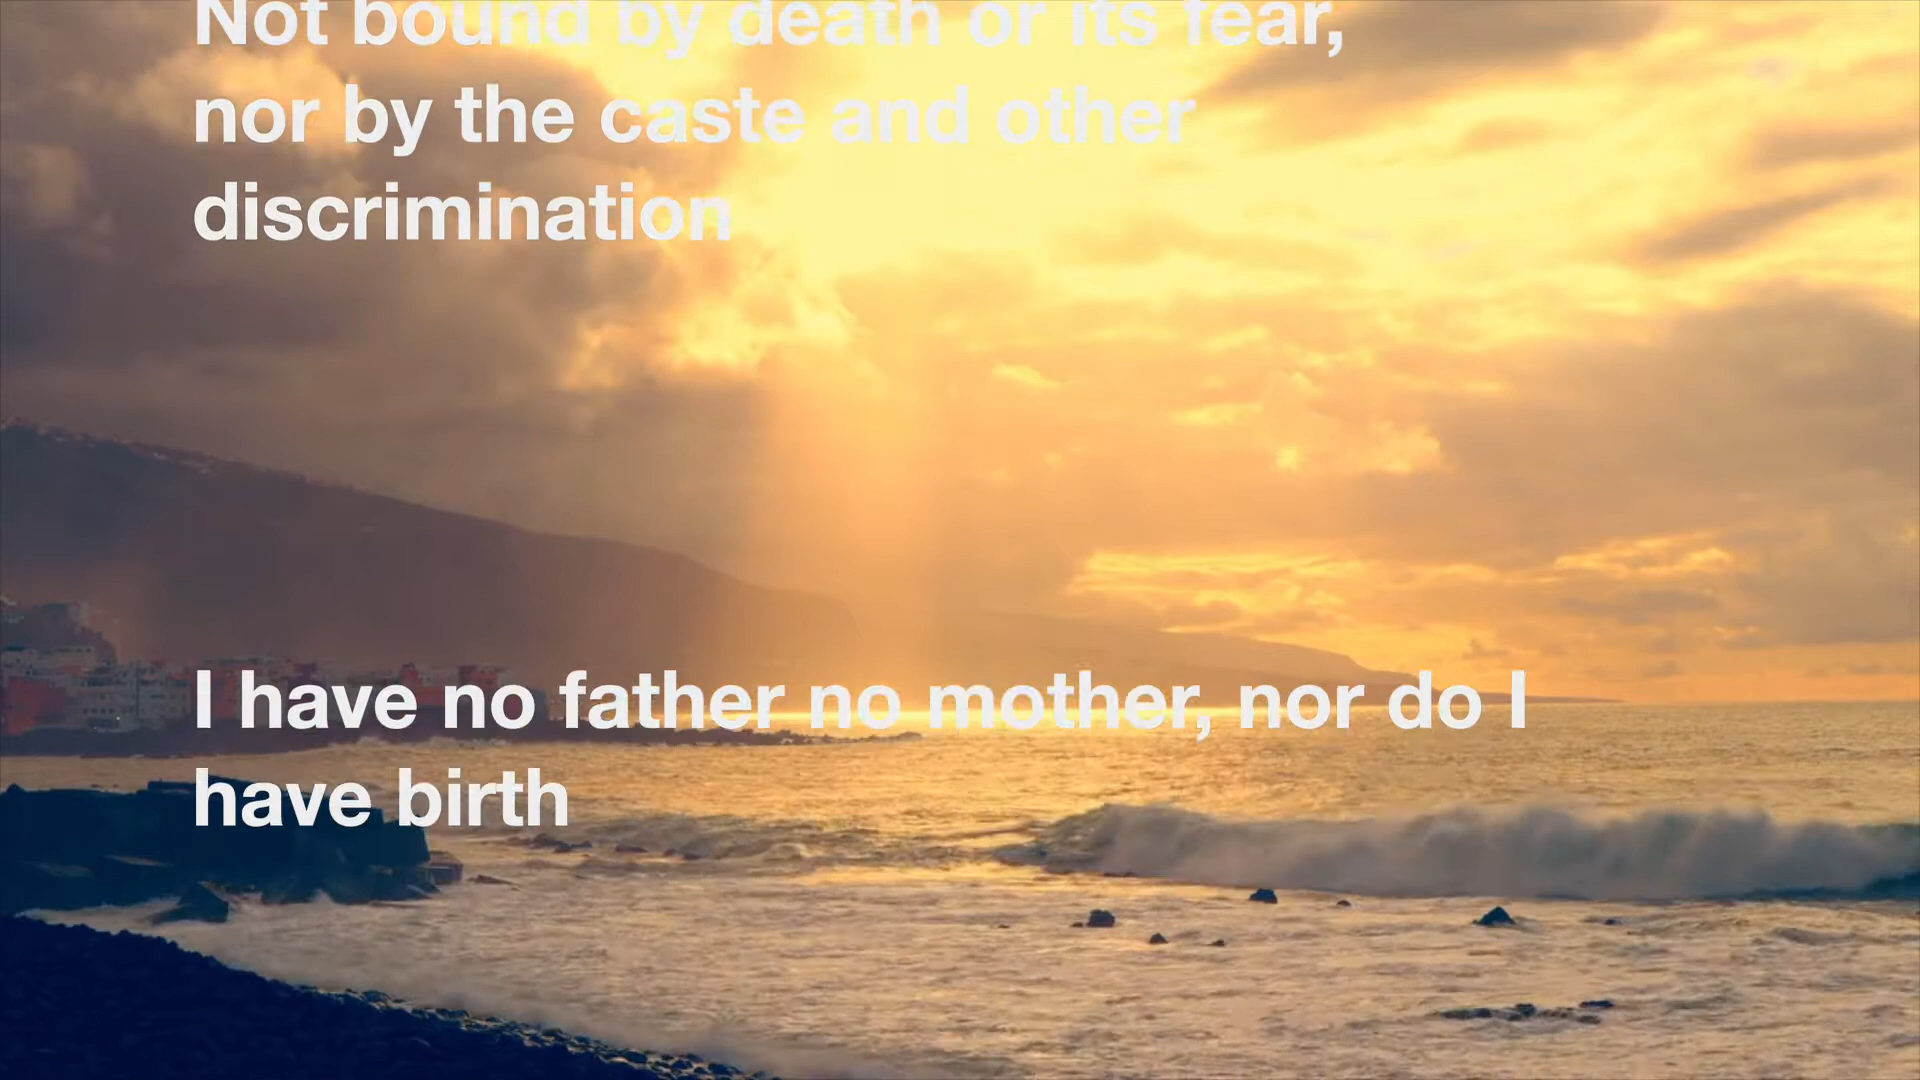 Not bound by death or its fear,
nor by the caste and other
discrimination
I have no father no mother, nor do I
have birth